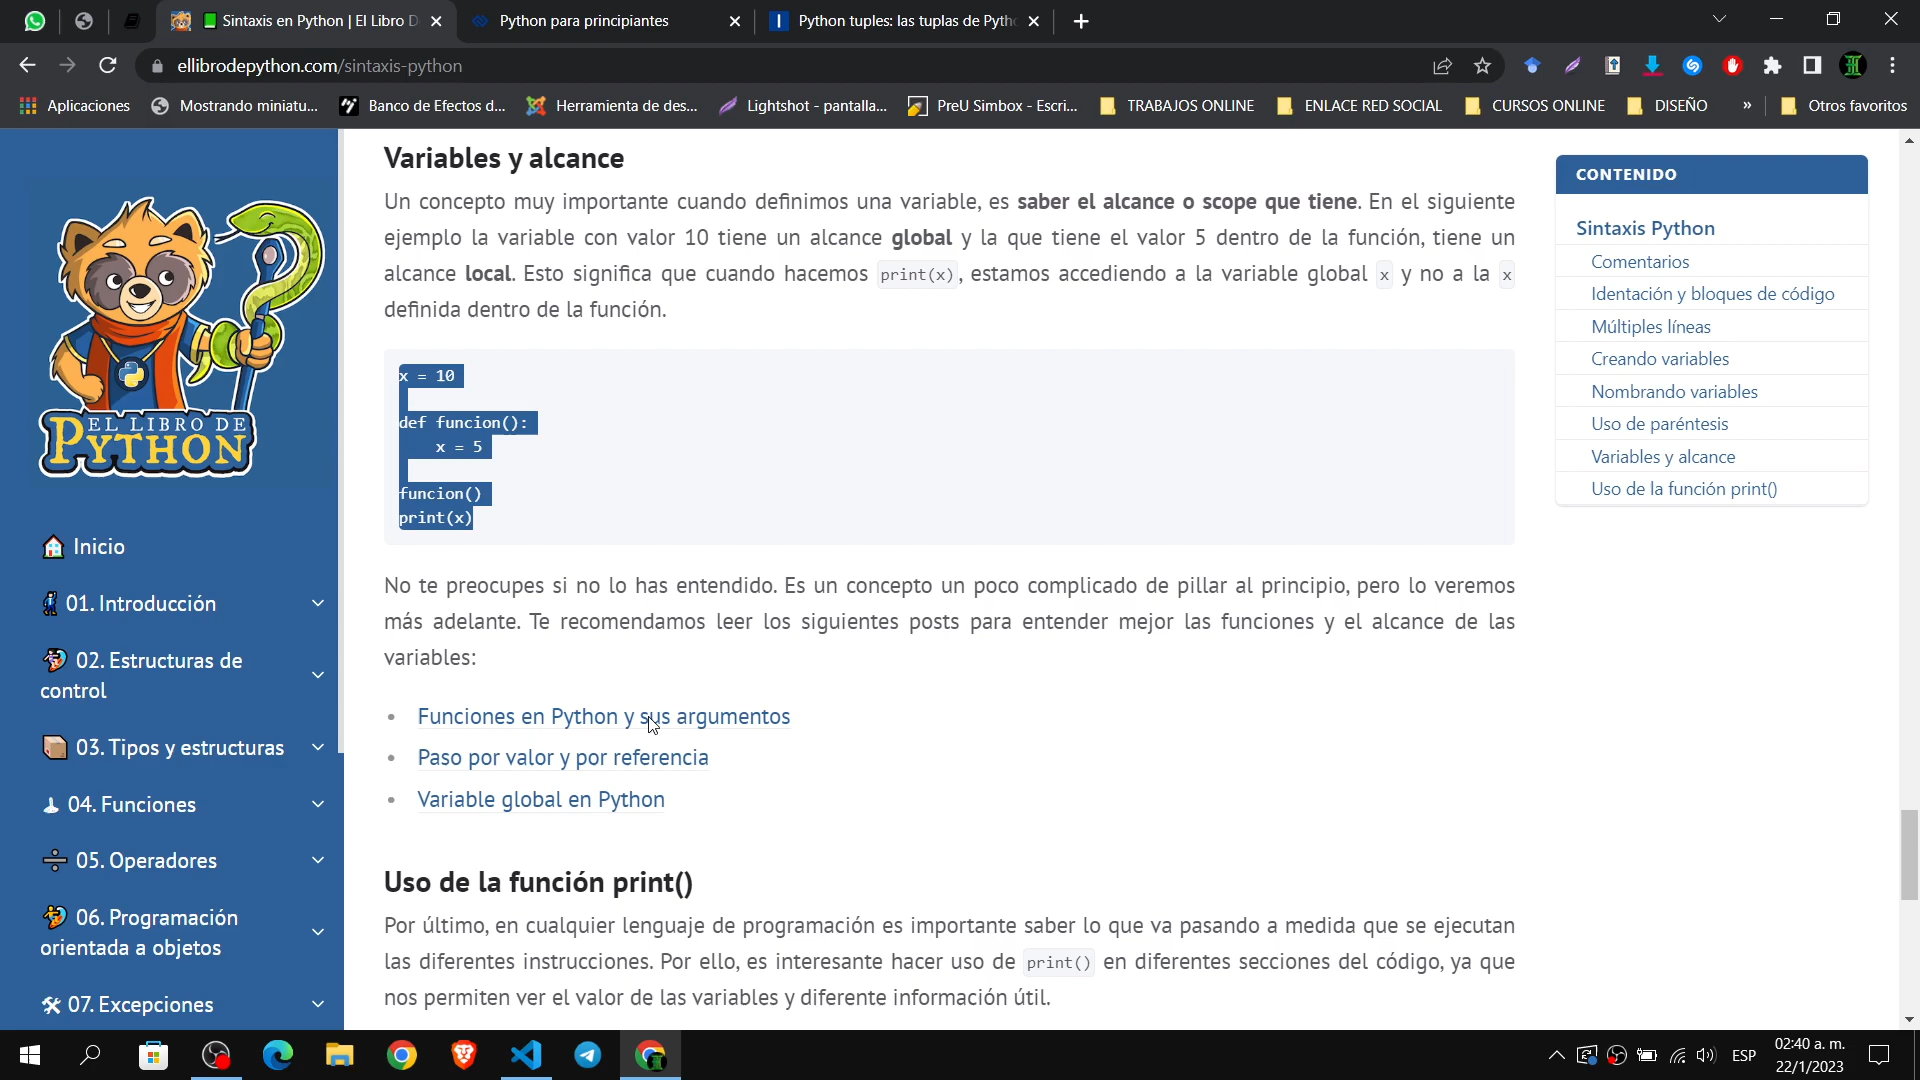 Sintaxis en Python | El Libro D
Python para principiantes
Python tuples: las tuplas de Pytho
ellibrodepython.com/sintaxis-python
Aplicaciones
Mostrando miniatu...
Banco de Efectos d...
Herramienta de des...
Lightshot - pantalla...
PreU Simbox - Escri...
TRABAJOS ONLINE
ENLACE RED SOCIAL
CURSOS ONLINE
DISEÑO
»
Otros favoritos
EL LIBRO DE
PYTHON
Inicio
01. Introducción
02. Estructuras de
control
03. Tipos y estructuras
04. Funciones
05. Operadores
06. Programación
orientada a objetos
07. Excepciones
Variables y alcance
Un concepto muy importante cuando definimos una variable, es saber el alcance o scope que tiene. En el siguiente
ejemplo la variable con valor 10 tiene un alcance global y la que tiene el valor 5 dentro de la función, tiene un
alcance local. Esto significa que cuando hacemos print(x), estamos accediendo a la variable global x y no a la x
definida dentro de la función.
x = 10
def funcion():
    x = 5
funcion()
print(x)
No te preocupes si no lo has entendido. Es un concepto un poco complicado de pillar al principio, pero lo veremos
más adelante. Te recomendamos leer los siguientes posts para entender mejor las funciones y el alcance de las
variables:
• Funciones en Python y sus argumentos
• Paso por valor y por referencia
• Variable global en Python
Uso de la función print()
Por último, en cualquier lenguaje de programación es importante saber lo que va pasando a medida que se ejecutan
las diferentes instrucciones. Por ello, es interesante hacer uso de print() en diferentes secciones del código, ya que
nos permiten ver el valor de las variables y diferente información útil.
CONTENIDO
Sintaxis Python
Comentarios
Identación y bloques de código
Múltiples líneas
Creando variables
Nombrando variables
Uso de paréntesis
Variables y alcance
Uso de la función print()
ESP
02:40 a. m.
22/1/2023